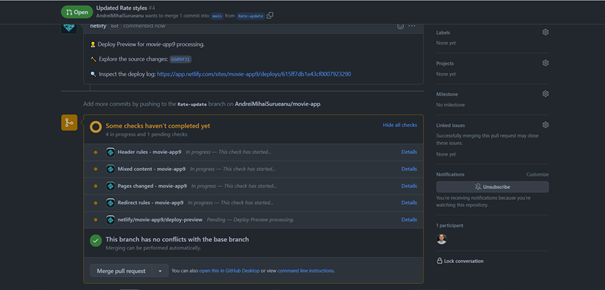 Open
Updated Rate styles #4
AndreiMihaiSurueanu wants to merge 1 commit into main from Rate-update
netlify bot commented now
Deploy Preview for movie-app9 processing.
Explore the source changes:
Inspect the deploy log: https://app.netlify.com/sites/movie-app9/deploys/615ff7db1e43cf0007923290
Add more commits by pushing to the Rate-update branch on AndreiMihaiSurueanu/movie-app.
Some checks haven't completed yet
Hide all checks
4 in progress and 1 pending checks
Header rules - movie-app9 In progress — This check has started... Details
Mixed content - movie-app9 In progress — This check has started... Details
Pages changed - movie-app9 In progress — This check has started... Details
Redirect rules - movie-app9 In progress — This check has started... Details
netlify/movie-app9/deploy-preview Pending — Deploy Preview processing. Details
This branch has no conflicts with the base branch
Merging can be performed automatically.
Merge pull request
You can also open this in GitHub Desktop or view command line instructions.
Labels
None yet
Projects
None yet
Milestone
No milestone
Linked issues
Successfully merging this pull request may close these issues.
None yet
Notifications
Customize
Unsubscribe
You're receiving notifications because you're watching this repository.
1 participant
Lock conversation